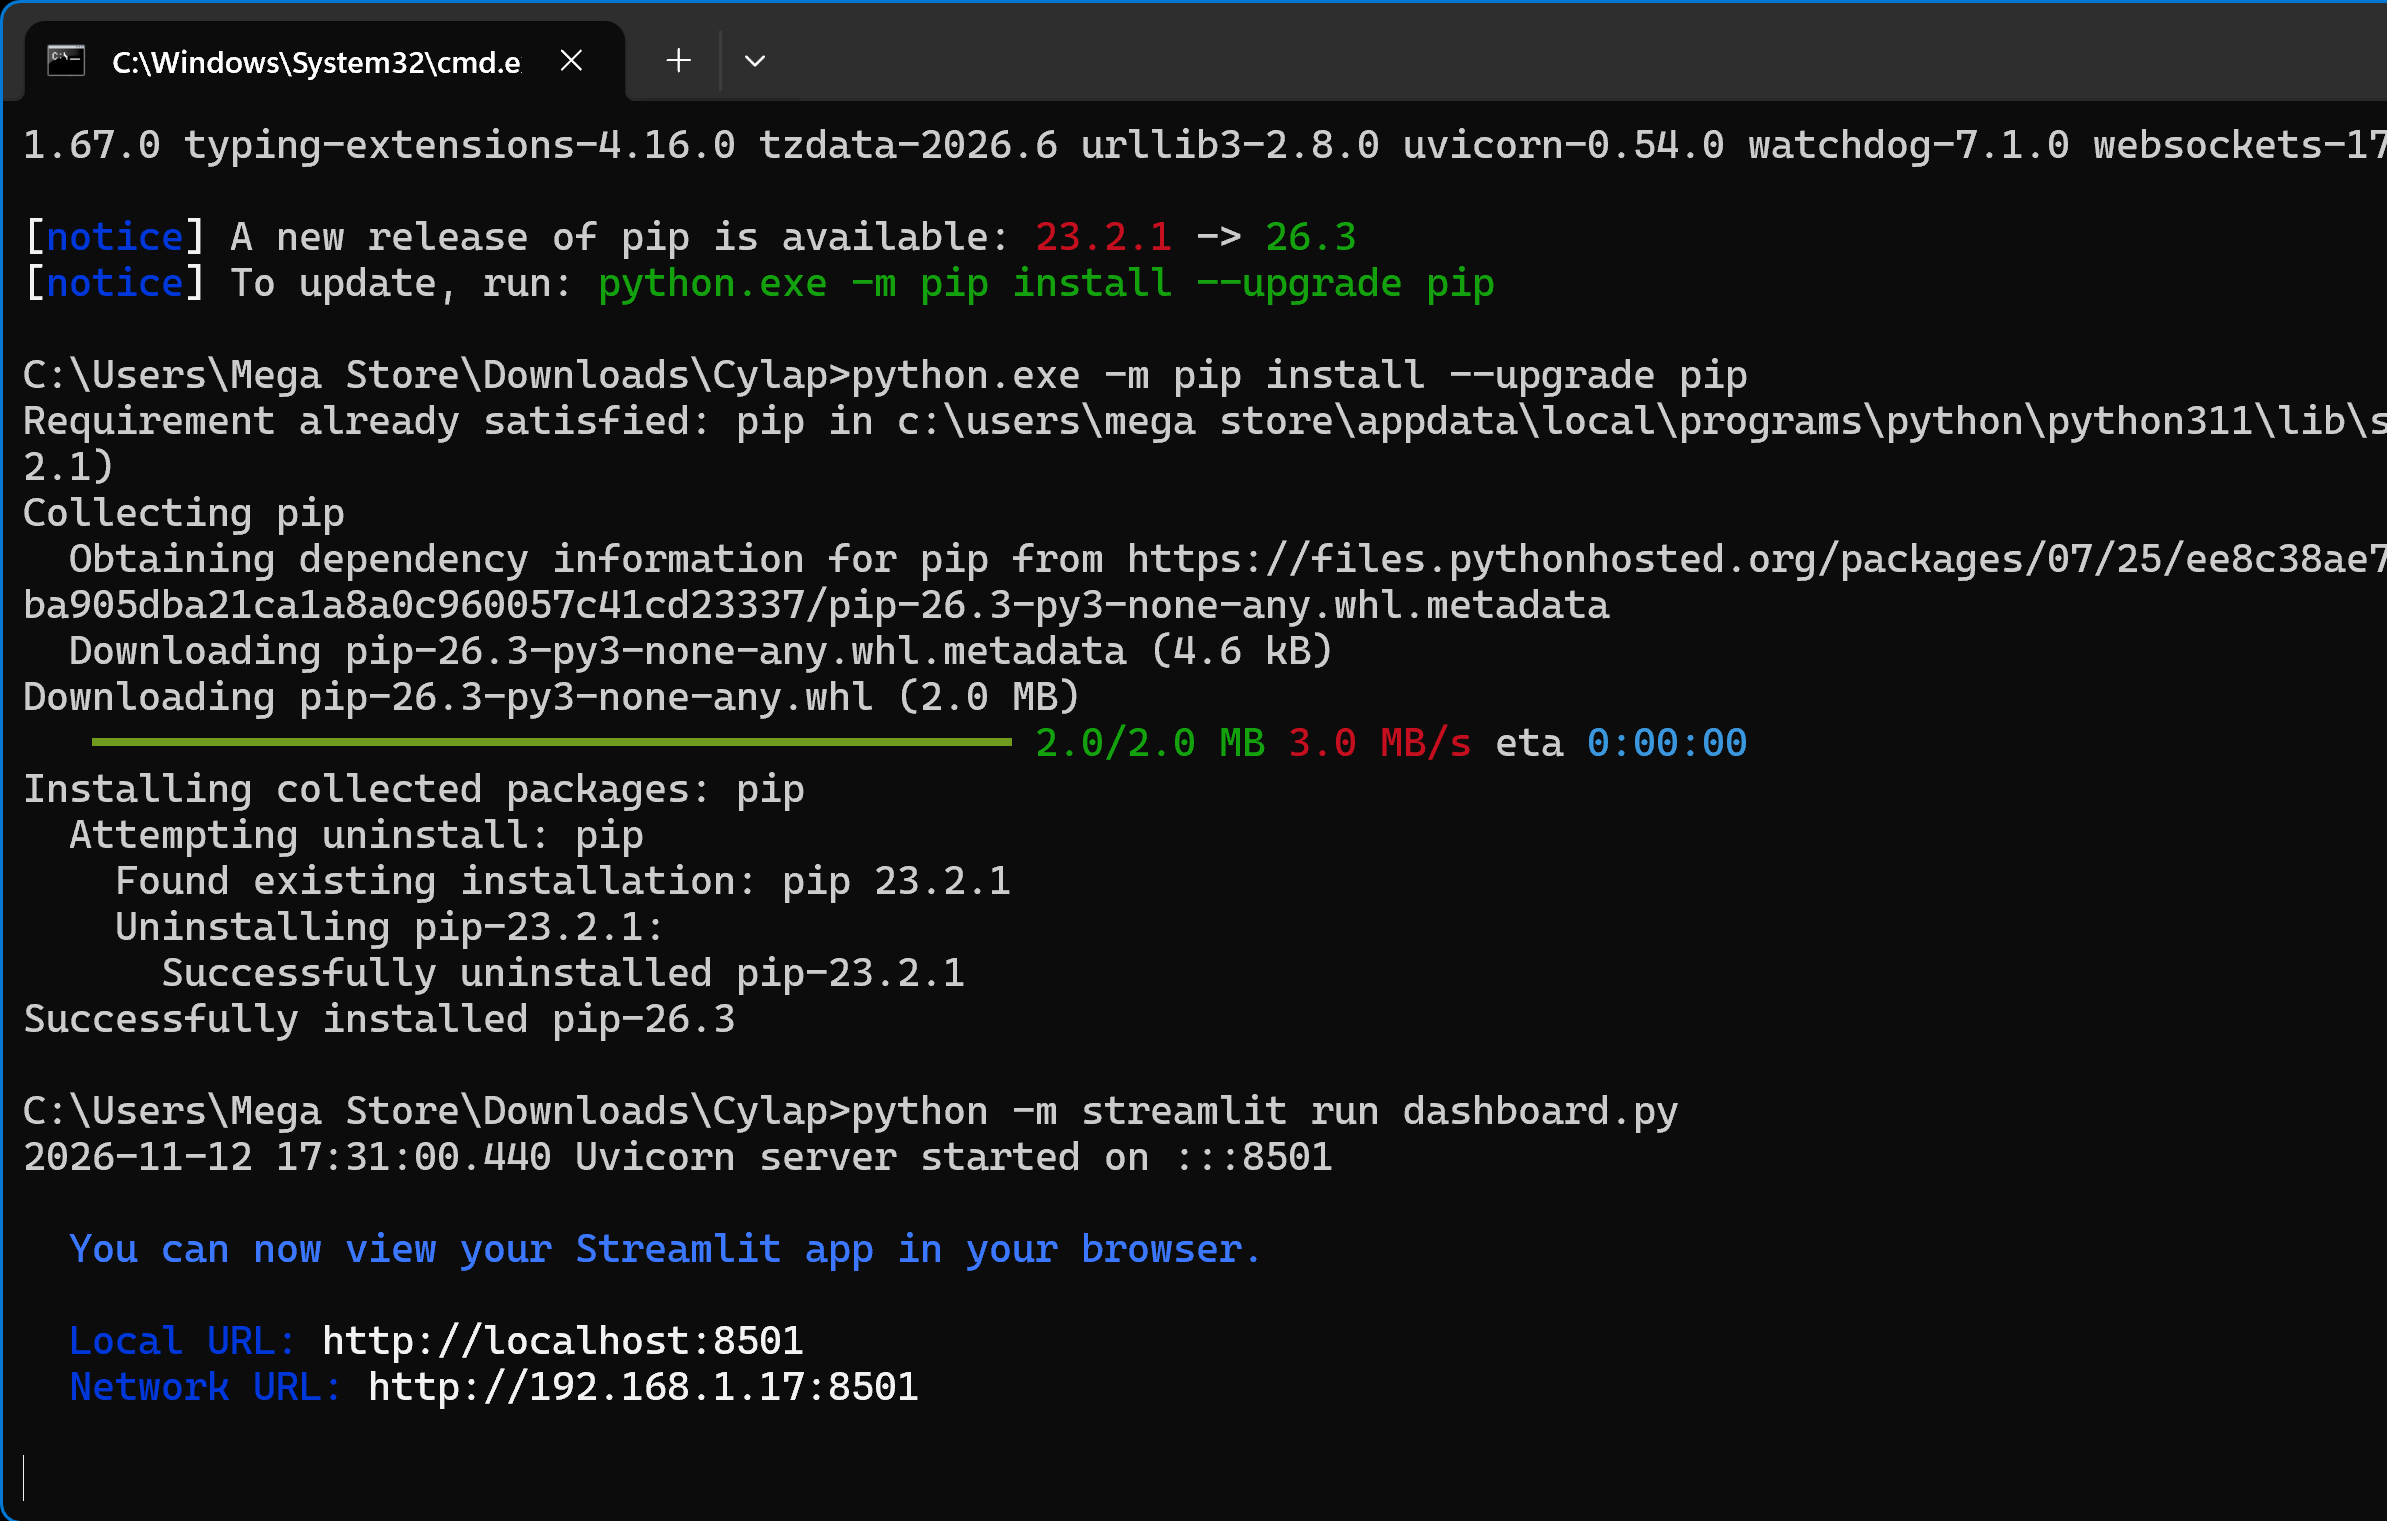 C:\Windows\System32\cmd.e
1.67.0 typing-extensions-4.16.0 tzdata-2026.6 urllib3-2.8.0 uvicorn-0.54.0 watchdog-7.1.0 websockets-17
[notice] A new release of pip is available: 23.2.1 -> 26.3
[notice] To update, run: python.exe -m pip install --upgrade pip
C:\Users\Mega Store\Downloads\Cylap>python.exe -m pip install --upgrade pip
Requirement already satisfied: pip in c:\users\mega store\appdata\local\programs\python\python311\lib\s
2.1)
Collecting pip
Obtaining dependency information for pip from https://files.pythonhosted.org/packages/07/25/ee8c38ae7
ba905dba21ca1a8a0c960057c41cd23337/pip-26.3-py3-none-any.whl.metadata
Downloading pip-26.3-py3-none-any.whl.metadata (4.6 kB)
Downloading pip-26.3-py3-none-any.whl (2.0 MB)
2.0/2.0 MB 3.0 MB/s eta 0:00:00
Installing collected packages: pip
Attempting uninstall: pip
Found existing installation: pip 23.2.1
Uninstalling pip-23.2.1:
Successfully uninstalled pip-23.2.1
Successfully installed pip-26.3
C:\Users\Mega Store\Downloads\Cylap>python -m streamlit run dashboard.py
2026-11-12 17:31:00.440 Uvicorn server started on :::8501
You can now view your Streamlit app in your browser.
Local URL: http://localhost:8501
Network URL: http://192.168.1.17:8501